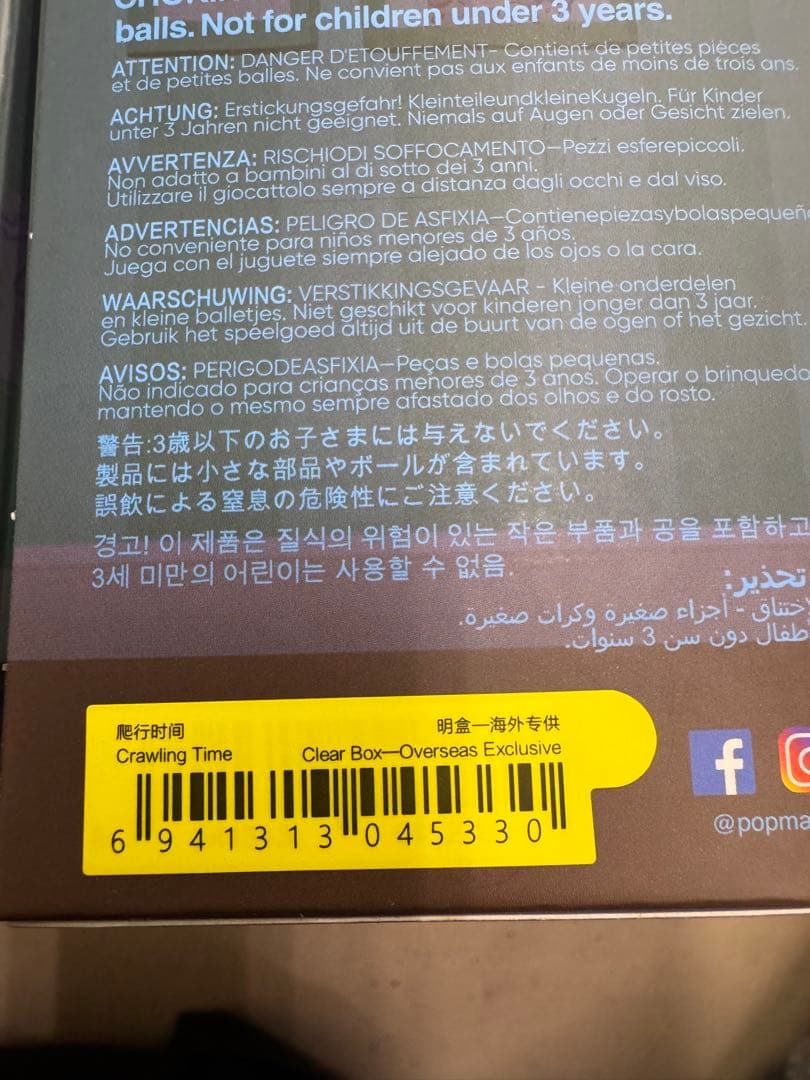 balls. Not for children under 3 years.
ATTENTION: DANGER D'ETOUFFEMENT- Contient de petites pièces
et de petites balles. Ne convient pas aux enfants de moins de trois ans.
ACHTUNG: Erstickungsgefahr! KleinteileundkleineKugeln. Für Kinder
unter 3 Jahren nicht geeignet. Niemals auf Augen oder Gesicht zielen.
AVVERTENZA: RISCHIODI SOFFOCAMENTO—Pezzi esferepiccoli.
Non adatto a bambini al di sotto dei 3 anni.
Utilizzare il giocattolo sempre a distanza dagli occhi e dal viso.
ADVERTENCIAS: PELIGRO DE ASFIXIA—Contienepiezasybolaspequeñ
No conveniente para niños menores de 3 años.
Juega con el juguete siempre alejado de los ojos o la cara.
WAARSCHUWING: VERSTIKKINGSGEVAAR - Kleine onderdelen
en kleine balletjes. Niet geschikt voor kinderen jonger dan 3 jaar.
Gebruik het speelgoed altijd uit de buurt van de ogen of het gezicht.
AVISOS: PERIGODEASFIXIA—Peças e bolas pequenas.
Não indicado para crianças menores de 3 anos. Operar o brinquedo
mantendo o mesmo sempre afastado dos olhos e do rosto.
警告:3歳以下のお子さまには与えないでください。
製品には小さな部品やボールが含まれています。
誤飲による窒息の危険性にご注意ください。
경고! 이 제품은 질식의 위험이 있는 작은 부품과 공을 포함하고
3세 미만의 어린이는 사용할 수 없음.
تحذير:
اختناق - أجزاء صغيرة وكرات صغيرة.
طفال دون سن 3 سنوات.
爬行时间 明盒—海外专供
Crawling Time Clear Box—Overseas Exclusive
6 941313 045330
@popma